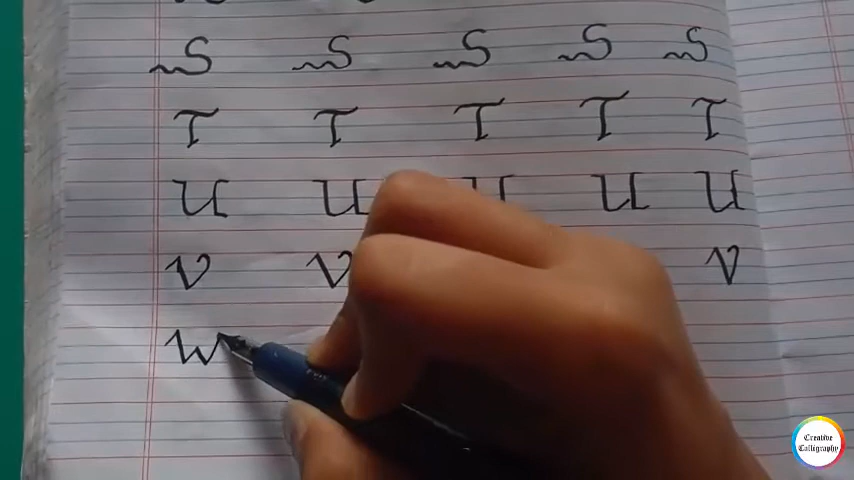 S S S S S
T T T T T
U U U U U
V V V
W
Creative
Calligraphy